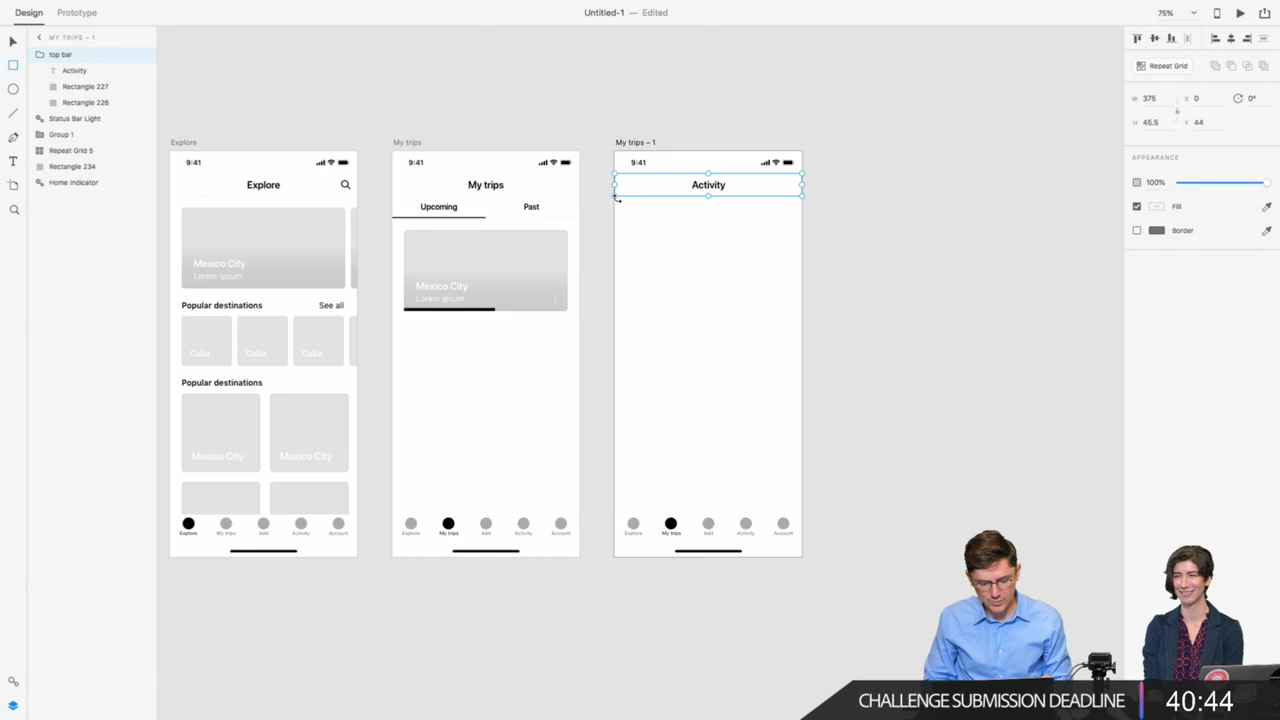 Design Prototype
Untitled-1 — Edited
75%
MY TRIPS – 1
top bar
Activity
Rectangle 227
Rectangle 226
Status Bar Light
Group 1
Repeat Grid 5
Rectangle 234
Home Indicator
Explore
9:41
Explore
Mexico City
Lorem ipsum
Popular destinations See all
Cuba Cuba Cuba
Popular destinations
Mexico City Mexico City
Explore My trips Add Activity Account
My trips
9:41
My trips
Upcoming Past
Mexico City
Lorem ipsum
Explore My trips Add Activity Account
My trips – 1
9:41
Activity
Explore My trips Add Activity Account
Repeat Grid
W 375 X 0 0°
H 45.5 Y 44
APPEARANCE
100%
Fill
Border
CHALLENGE SUBMISSION DEADLINE 40:44